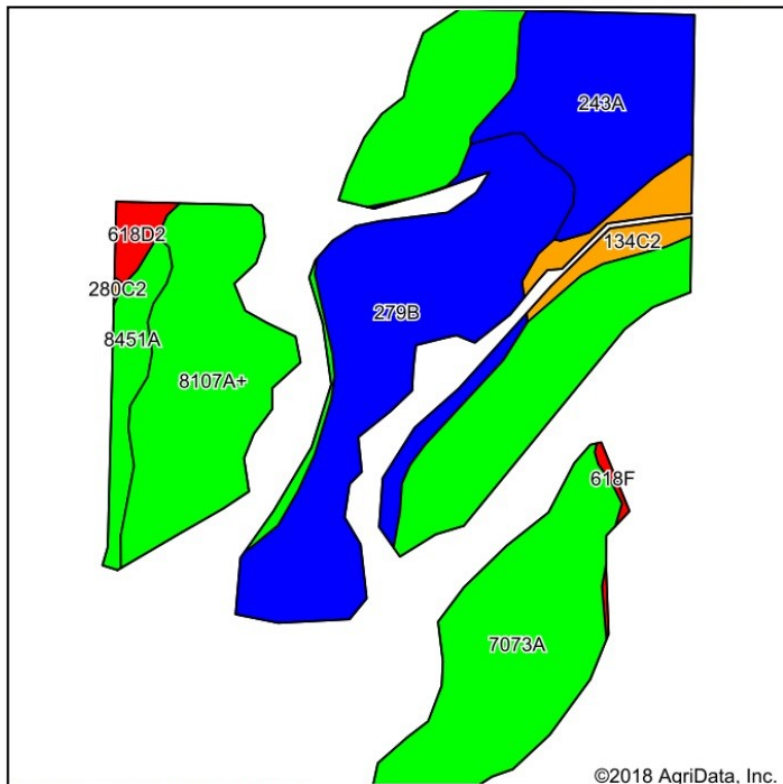 243A
618D2
134C2
280C2
279B
8451A
8107A+
618F
7073A
©2018 AgriData, Inc.